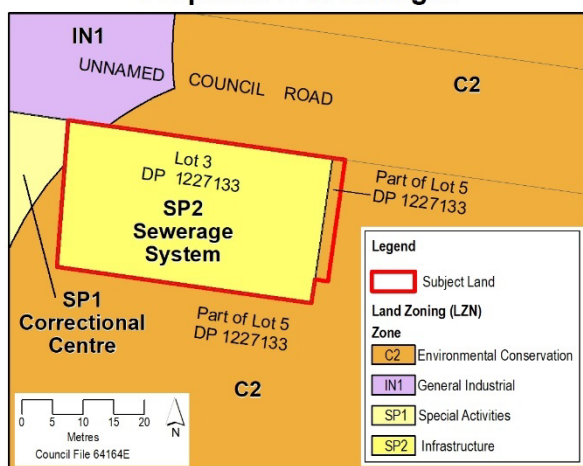 IN1
UNNAMED COUNCIL ROAD
C2
Lot 3
DP 1227133
SP2
Sewerage
System
Part of Lot 5
DP 1227133
SP1
Correctional
Centre
Part of Lot 5
DP 1227133
C2
0 5 10 15 20
Metres
N
Council File 64164E
Legend
Subject Land
Land Zoning (LZN)
Zone
C2 Environmental Conservation
IN1 General Industrial
SP1 Special Activities
SP2 Infrastructure